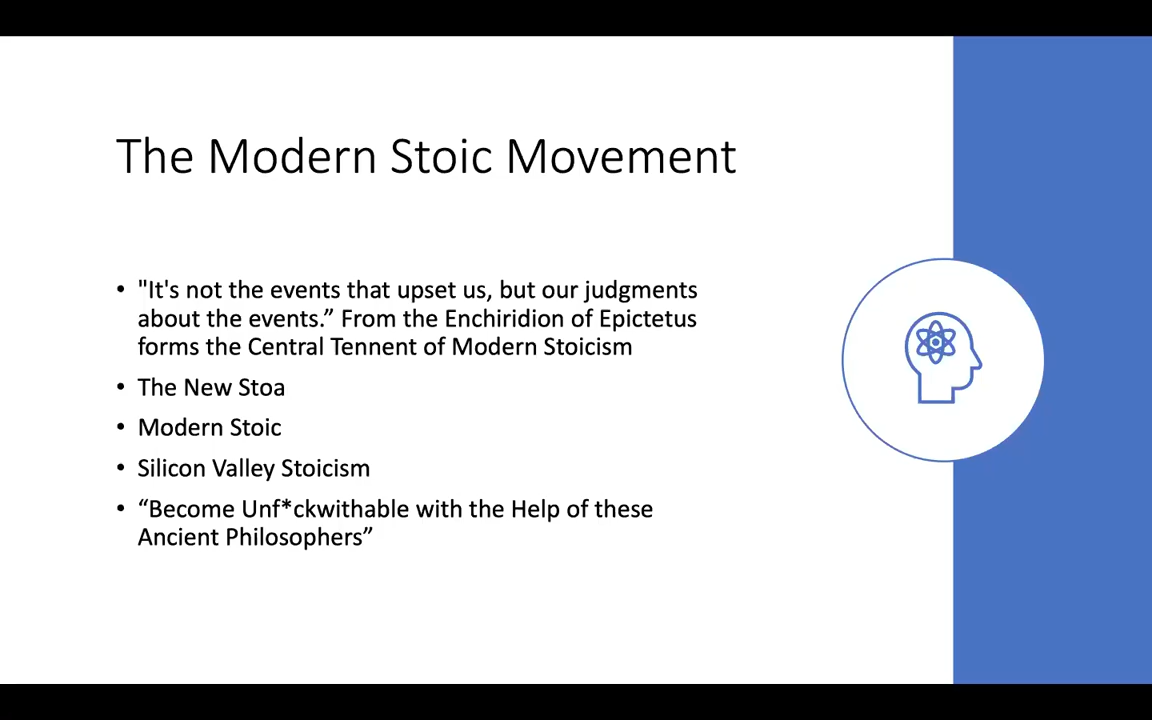 The Modern Stoic Movement
• "It's not the events that upset us, but our judgments
about the events.” From the Enchiridion of Epictetus
forms the Central Tennent of Modern Stoicism
• The New Stoa
• Modern Stoic
• Silicon Valley Stoicism
• “Become Unf*ckwithable with the Help of these
Ancient Philosophers”